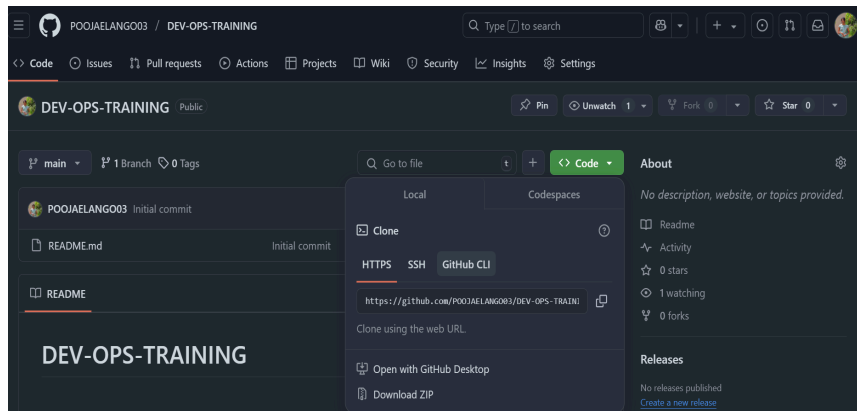 POOJAELANGO03 / DEV-OPS-TRAINING
Type / to search
Code Issues Pull requests Actions Projects Wiki Security Insights Settings
DEV-OPS-TRAINING Public
Pin Unwatch 1 Fork 0 Star 0
main 1 Branch 0 Tags
Go to file t + <> Code
About
Local Codespaces
No description, website, or topics provided.
POOJAELANGO03 Initial commit
Clone
Readme
README.md Initial commit
Activity
HTTPS SSH GitHub CLI
0 stars
README
https://github.com/POOJAELANGO03/DEV-OPS-TRAINI
1 watching
Clone using the web URL.
0 forks
DEV-OPS-TRAINING
Releases
Open with GitHub Desktop
No releases published
Download ZIP
Create a new release